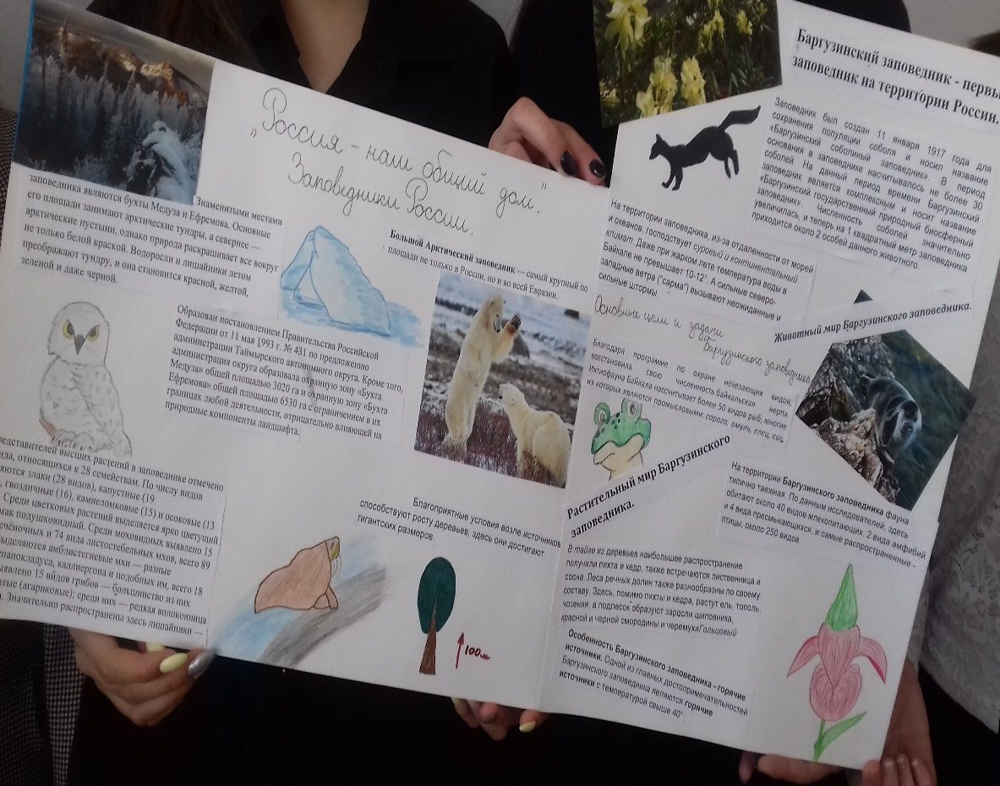 „Россия - наш общий дом."
Заповедники России.
Знаменитыми местами
заповедника являются бухты Медуза и Ефремова. Основные
его площади занимают арктические тундры, а севернее —
арктические пустыни, однако природа раскрашивает все вокруг
не только белой краской. Водоросли и лишайники летом
преображают тундру, и она становится красной, желтой,
зеленой и даже черной.
Большой Арктический заповедник — самый крупный по
площади не только в России, но и во всей Евразии.
Образован постановлением Правительства Российской
Федерации от 11 мая 1993 г. № 431 по предложению
администрации Таймырского автономного округа. Кроме того,
администрация округа образовала охранную зону «Бухта
Медуза» общей площадью 3020 га и охранную зону «Бухта
Ефремова» общей площадью 6530 га с ограничением в их
границах любой деятельности, отрицательно влияющей на
природные компоненты ландшафта.
редставителей высших растений в заповеднике отмечено
ида, относящихся к 28 семействам. По числу видов
яются злаки (28 видов), капустные (19
, гвоздичные (16), камнеломковые (15) и осоковые (13
Среди цветковых растений выделяется ярко цветущий
мак подушковидный. Среди моховидных выявлено 15
ечёночных и 74 вида листостебельных мхов, всего 89
выделяются амблистегиевые мхи — разные
панокладуса, каллиергона и подобных им, всего 18
явлено 15 видов грибов — большинство из них
тые (агариковые); среди них — редкая волоконница
. Значительно распространены здесь лишайники —
Благоприятные условия возле источников
способствуют росту деревьев, здесь они достигают
гигантских размеров.
100м
Баргузинский заповедник - первы
заповедник на территории России.
Заповедник был создан 11 января 1917 года для
сохранения популяции соболя и носил название
«Баргузинский соболиный заповедник». В период
основания в заповеднике насчитывалось не более 30
соболей. На данный период времени Баргузинский
заповедник является комплексным и носит название
«Баргузинский государственный природный биосферный
заповедник». Численность соболей значительно
увеличилась, и теперь на 1 квадратный метр заповедника
приходится около 2 особей данного животного.
На территории заповедника, из-за отдаленности от морей
и океанов, господствует суровый и континентальный
климат. Даже при жарком лете температура воды в
Байкале не превышает 10-12°. А сильные северо-
западные ветра ("сарма") вызывают неожиданные и
сильные штормы.
Основные цели и задачи
Баргузинского заповедника
Благодаря программе по охране исчезающих видов,
восстановила свою численность байкальская нерпа.
Ихтиофауна Байкала насчитывает более 50 видов рыб, многие
из которых являются промысловыми: сорога, омуль, елец, сиг,
Животный мир Баргузинского заповедника.
На территории Баргузинского заповедника фауна
типично таежная. По данным исследователей, здесь
обитают около 40 видов млекопитающих, 2 вида амфибий
и 4 вида пресмыкающихся, и самые распространенные -
птицы, около 250 видов.
Растительный мир Баргузинского
заповедника.
В тайге из деревьев наибольшее распространение
получили пихта и кедр, также встречаются лиственница и
сосна. Леса речных долин также разнообразны по своему
составу. Здесь, помимо пихты и кедра, растут ель, тополь,
чозения, а подлесок образуют заросли шиповника,
красной и черной смородины и черемухи Гольцовый
Особенность Баргузинского заповедника - горячие
источники. Одной из главных достопримечательностей
Баргузинского заповедника являются горячие
источники с температурой свыше 40°